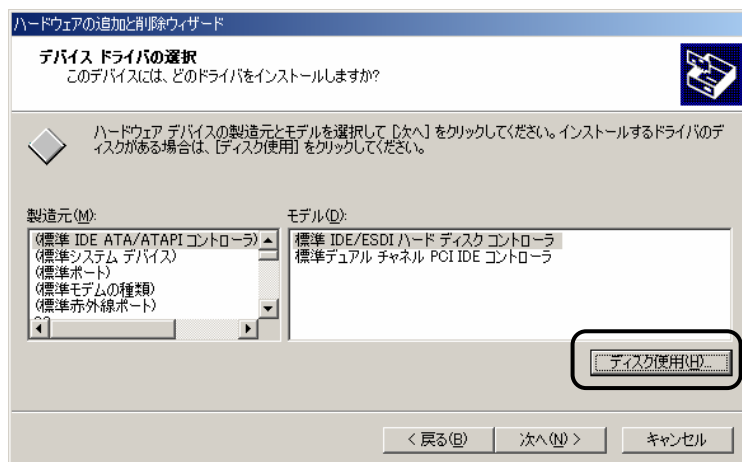 ハードウェアの追加と削除ウィザード
デバイス ドライバの選択
このデバイスには、どのドライバをインストールしますか?
ハードウェア デバイスの製造元とモデルを選択して [次へ] をクリックしてください。インストールするドライバのデ
ィスクがある場合は、[ディスク使用] をクリックしてください。
製造元(M):
モデル(D):
(標準 IDE ATA/ATAPI コントローラ)
(標準システム デバイス)
(標準ポート)
(標準モデムの種類)
(標準赤外線ポート)
標準 IDE/ESDI ハード ディスク コントローラ
標準デュアル チャネル PCI IDE コントローラ
ディスク使用(H)...
< 戻る(B)
次へ(N) >
キャンセル